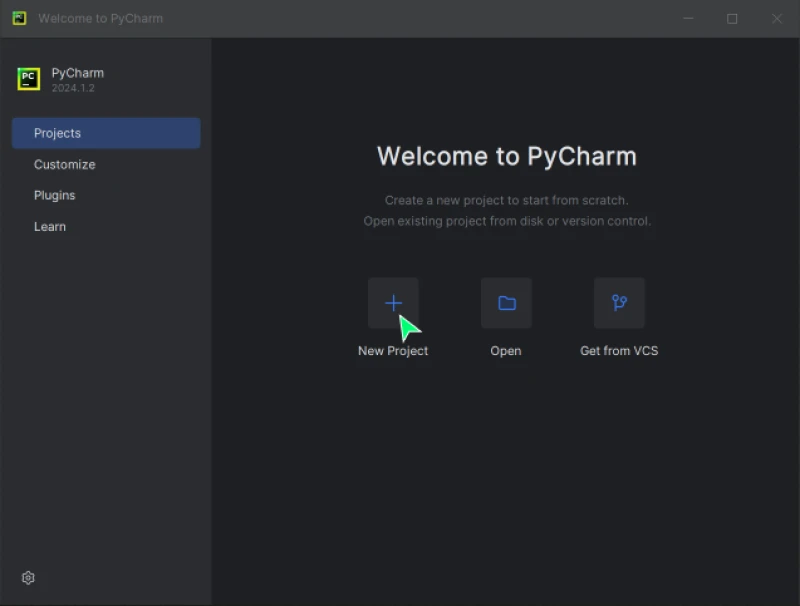 Welcome to PyCharm
PC
PyCharm
2024.1.2
Projects
Customize
Plugins
Learn
Welcome to PyCharm
Create a new project to start from scratch.
Open existing project from disk or version control.
New Project
Open
Get from VCS